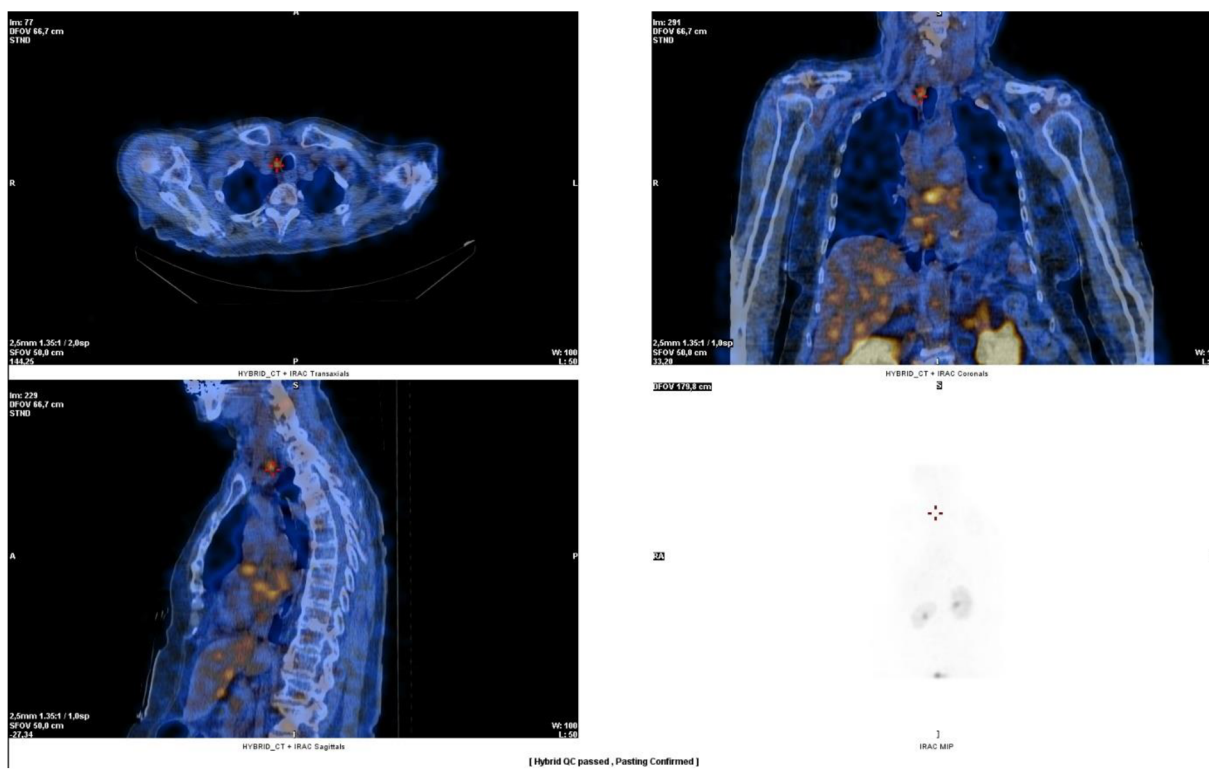 A
Im: 77
DFOV 66,7 cm
STND
R
L
2,5mm 1.35:1 / 2,0sp
SFOV 50,0 cm
144,25
P
W: 100
L: 50
HYBRID_CT + IRAC Transaxials
S
Im: 291
DFOV 66,7 cm
STND
R
2,5mm 1.35:1 / 1,0sp
SFOV 50,0 cm
33,20
I
W: 1
L:
HYBRID_CT + IRAC Coronals
S
Im: 229
DFOV 66,7 cm
STND
A
P
2,5mm 1.35:1 / 1,0sp
SFOV 50,0 cm
-27,34
I
W: 100
L: 50
HYBRID_CT + IRAC Sagittals
DFOV 179,8 cm
S
RA
I
IRAC MIP
[ Hybrid QC passed , Pasting Confirmed ]